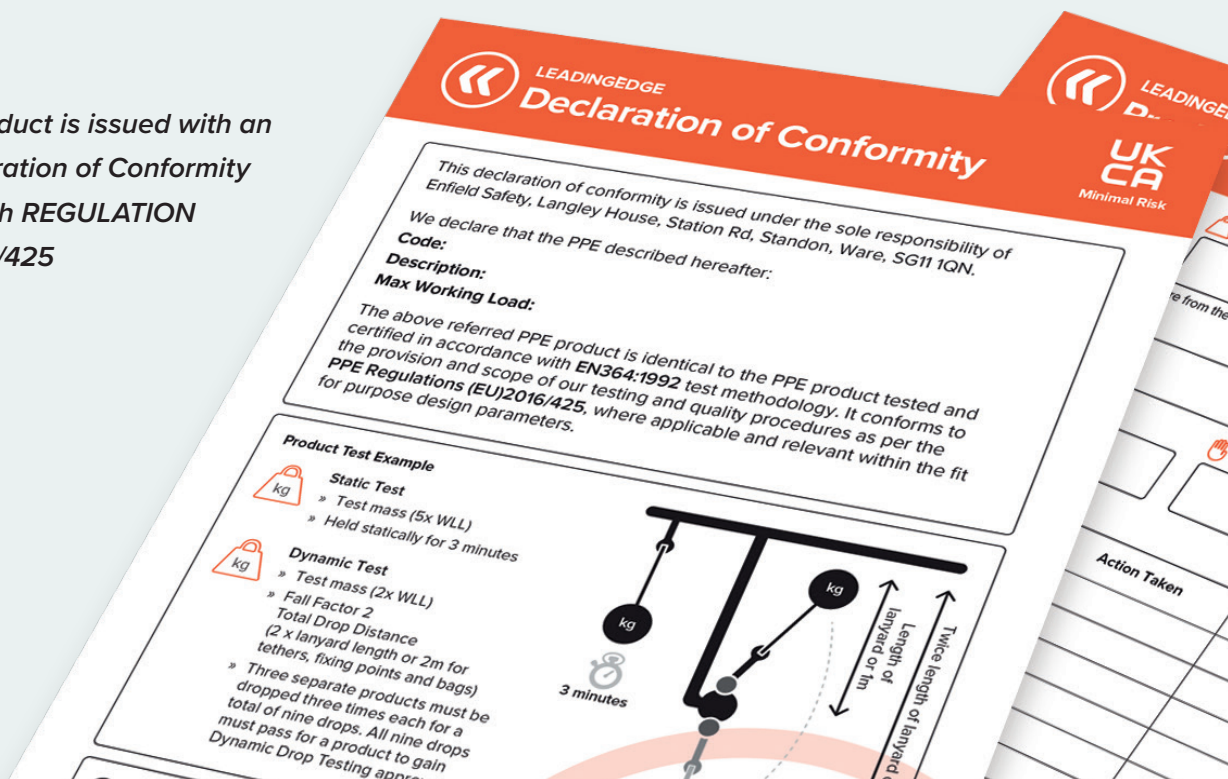 duct is issued with an
ration of Conformity
h REGULATION
/425
LEADINGEDGE
Declaration of Conformity
UK
CA
Minimal Risk
This declaration of conformity is issued under the sole responsibility of
Enfield Safety, Langley House, Station Rd, Standon, Ware, SG11 1QN.
We declare that the PPE described hereafter:
Code:
Description:
Max Working Load:
The above referred PPE product is identical to the PPE product tested and
certified in accordance with EN364:1992 test methodology. It conforms to
the provision and scope of our testing and quality procedures as per the
PPE Regulations (EU)2016/425, where applicable and relevant within the fit
for purpose design parameters.
Product Test Example
kg
Static Test
» Test mass (5x WLL)
» Held statically for 3 minutes
kg
Dynamic Test
» Test mass (2x WLL)
» Fall Factor 2
Total Drop Distance
(2 x lanyard length or 2m for
tethers, fixing points and bags)
» Three separate products must be
dropped three times each for a
total of nine drops. All nine drops
must pass for a product to gain
Dynamic Drop Testing appro
kg
3 minutes
kg
Length of
lanyard or 1m
Twice length of lanyard
LEADINGE
e from the
Action Taken